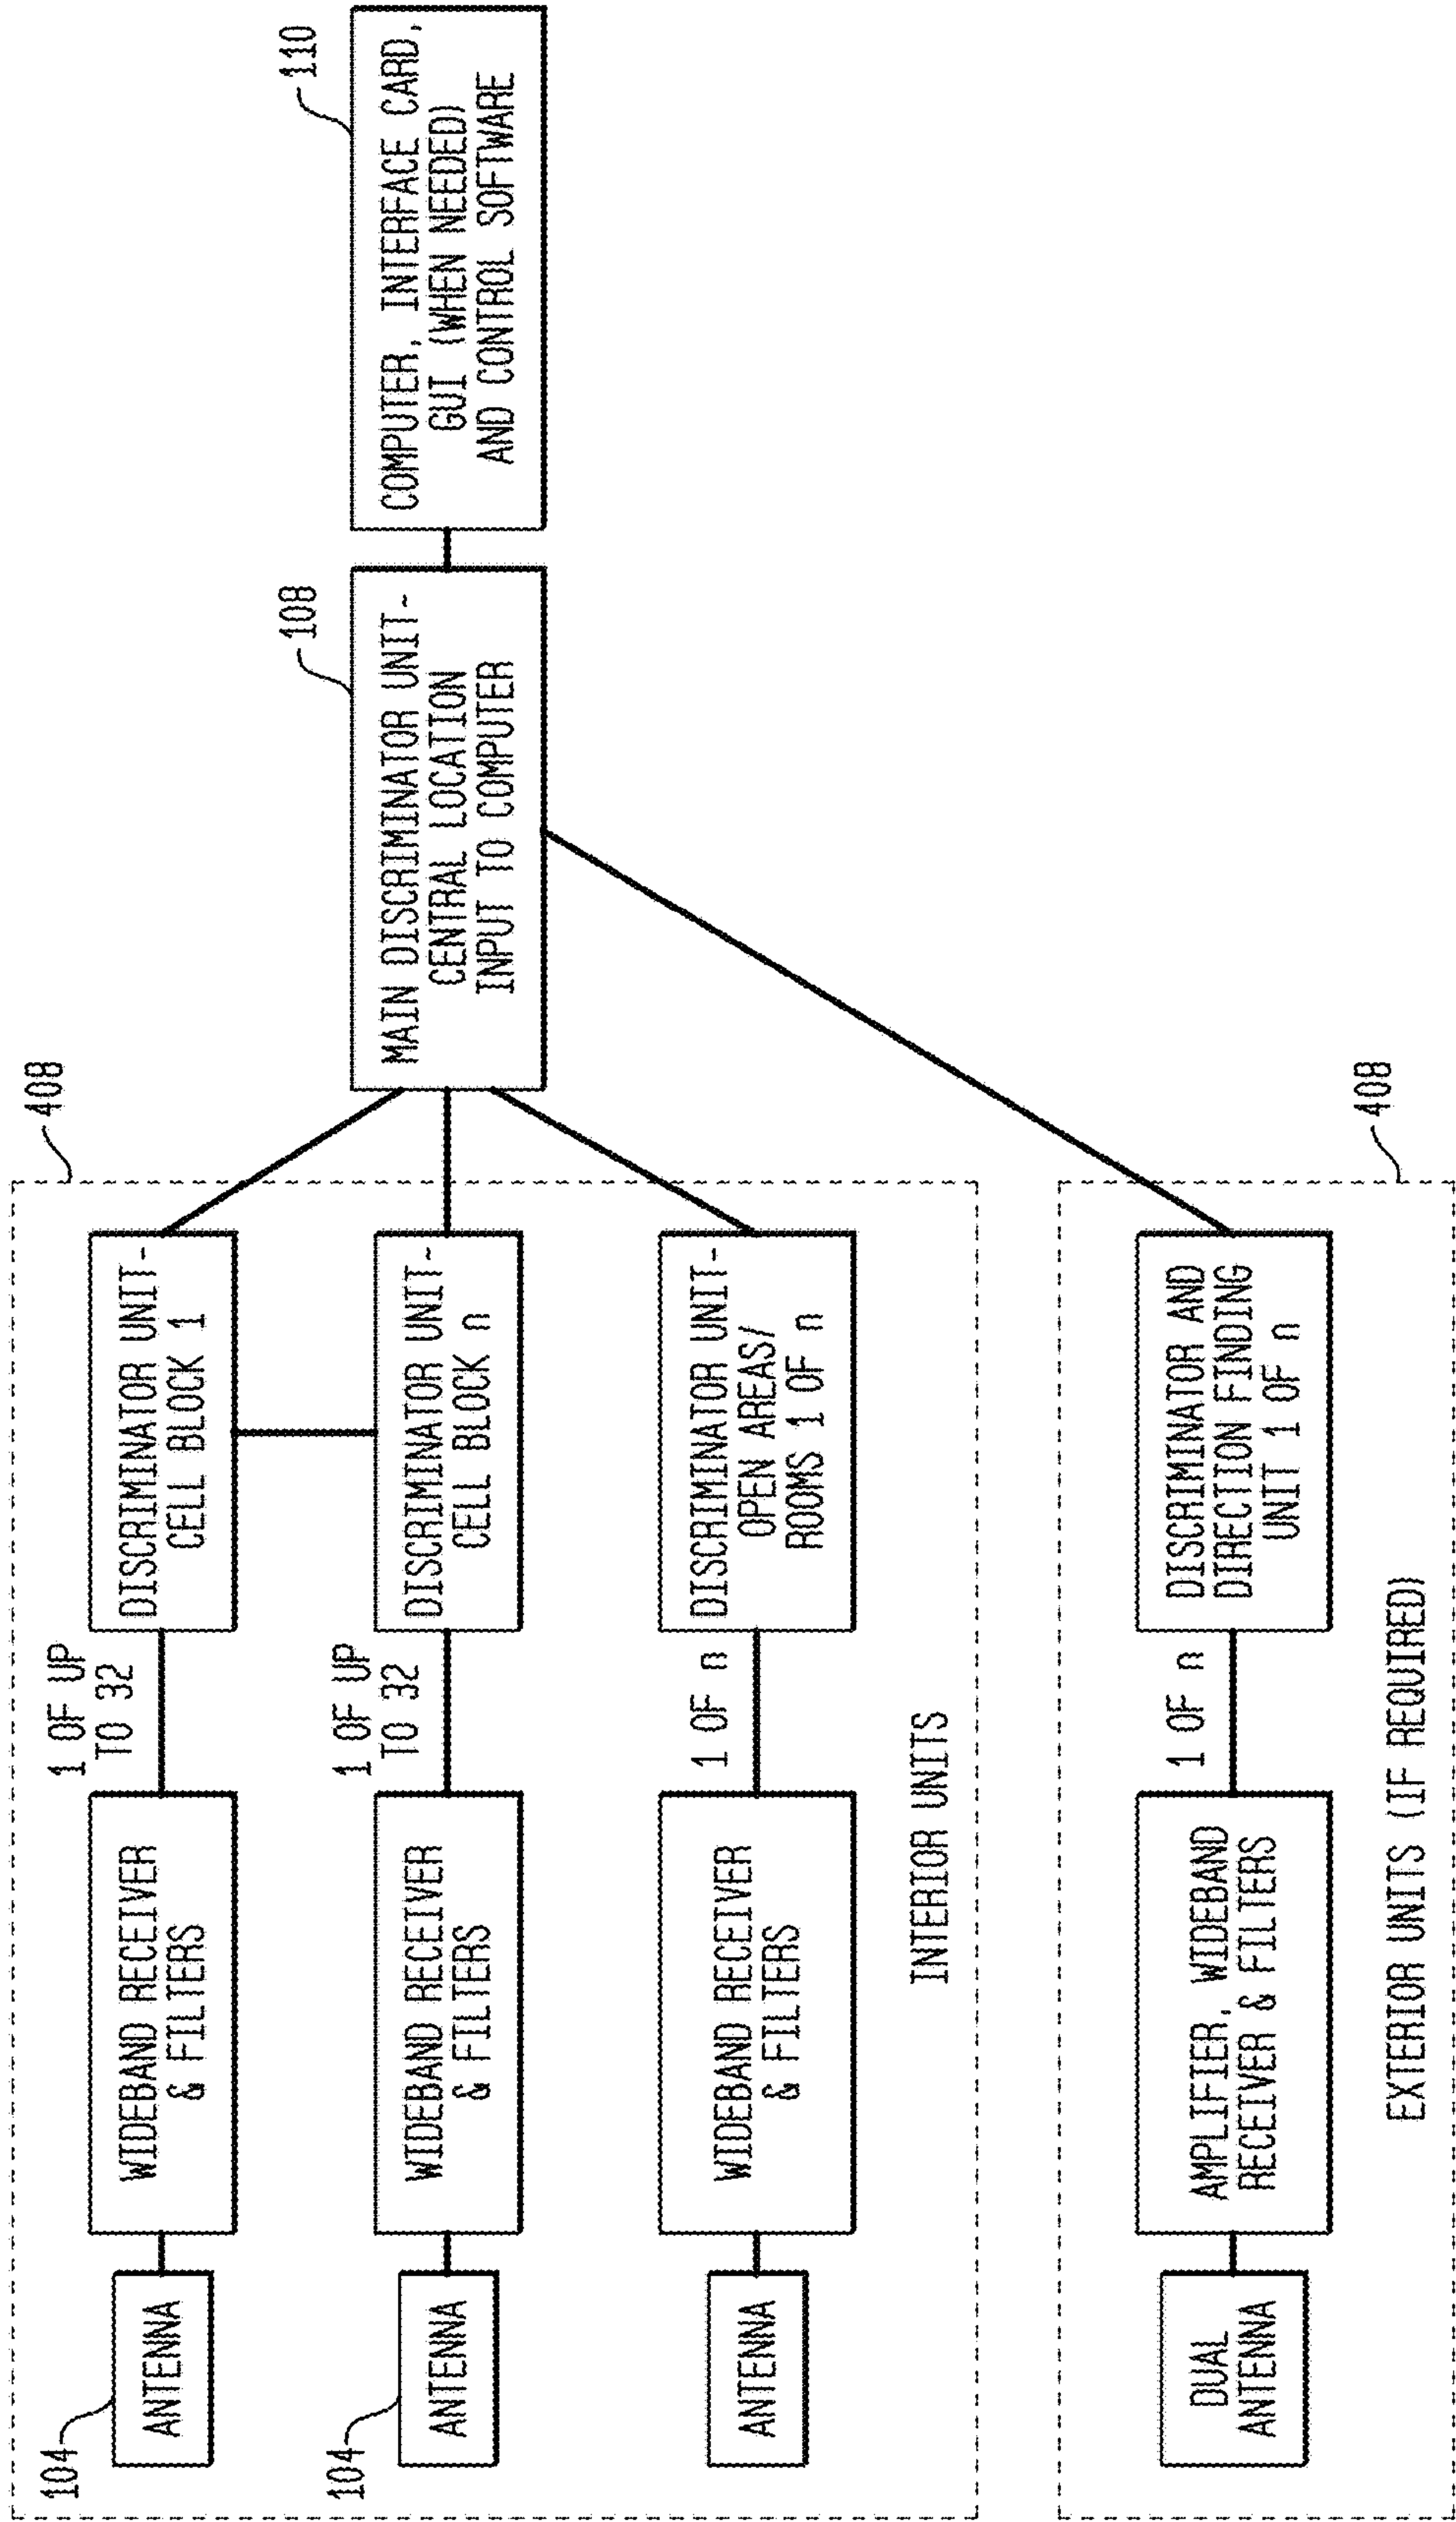 408
104
ANTENNA
WIDEBAND RECEIVER
& FILTERS
1 OF UP
TO 32
DISCRIMINATOR UNIT-
CELL BLOCK 1
104
ANTENNA
WIDEBAND RECEIVER
& FILTERS
1 OF UP
TO 32
DISCRIMINATOR UNIT~
CELL BLOCK n
108
MAIN DISCRIMINATOR UNIT~
CENTRAL LOCATION
INPUT TO COMPUTER
110
COMPUTER, INTERFACE CARD,
GUI (WHEN NEEDED)
AND CONTROL SOFTWARE
ANTENNA
WIDEBAND RECEIVER
& FILTERS
1 OF n
DISCRIMINATOR UNIT-
OPEN AREAS/
ROOMS 1 OF n
INTERIOR UNITS
408
DUAL
ANTENNA
AMPLIFIER, WIDEBAND
RECEIVER & FILTERS
1 OF n
DISCRIMINATOR AND
DIRECTION FINDING
UNIT 1 OF n
EXTERIOR UNITS (IF REQUIRED)